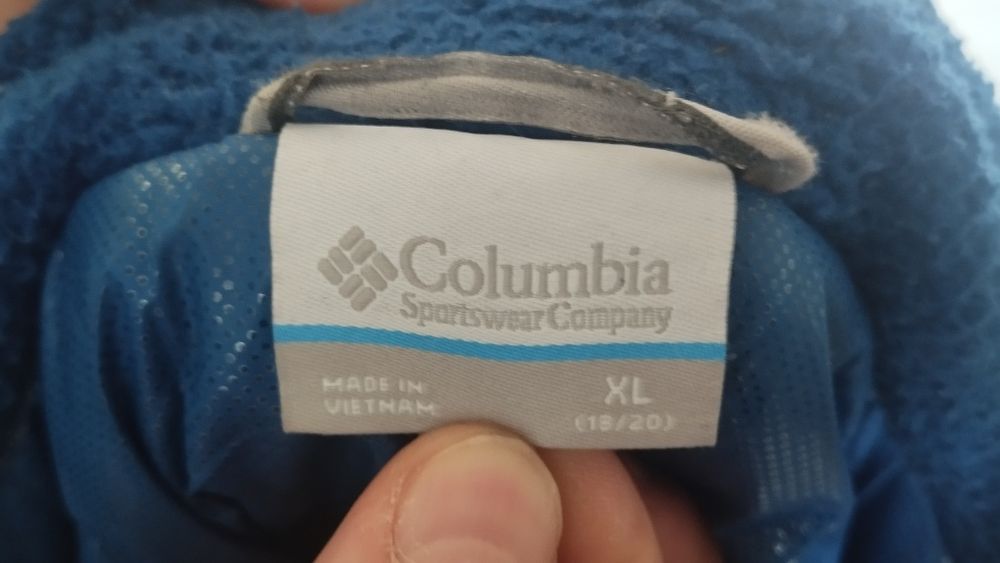 Columbia
Sportswear Company
MADE IN
VIETNAM
XL
(18/20)